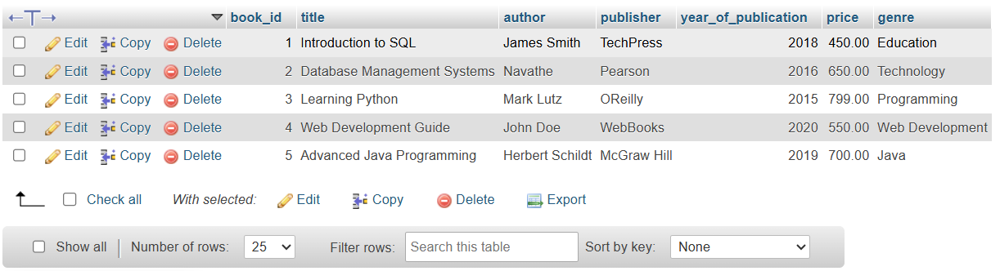 book_id title author publisher year_of_publication price genre
Edit Copy Delete 1 Introduction to SQL James Smith TechPress 2018 450.00 Education
Edit Copy Delete 2 Database Management Systems Navathe Pearson 2016 650.00 Technology
Edit Copy Delete 3 Learning Python Mark Lutz OReilly 2015 799.00 Programming
Edit Copy Delete 4 Web Development Guide John Doe WebBooks 2020 550.00 Web Development
Edit Copy Delete 5 Advanced Java Programming Herbert Schildt McGraw Hill 2019 700.00 Java
Check all With selected: Edit Copy Delete Export
Show all Number of rows: 25 Filter rows: Search this table Sort by key: None